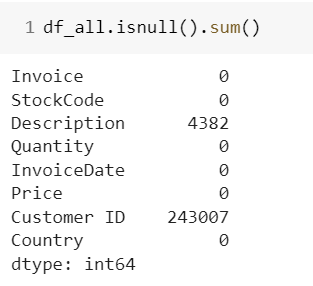 1 df_all.isnull().sum()
Invoice 0
StockCode 0
Description 4382
Quantity 0
InvoiceDate 0
Price 0
Customer ID 243007
Country 0
dtype: int64